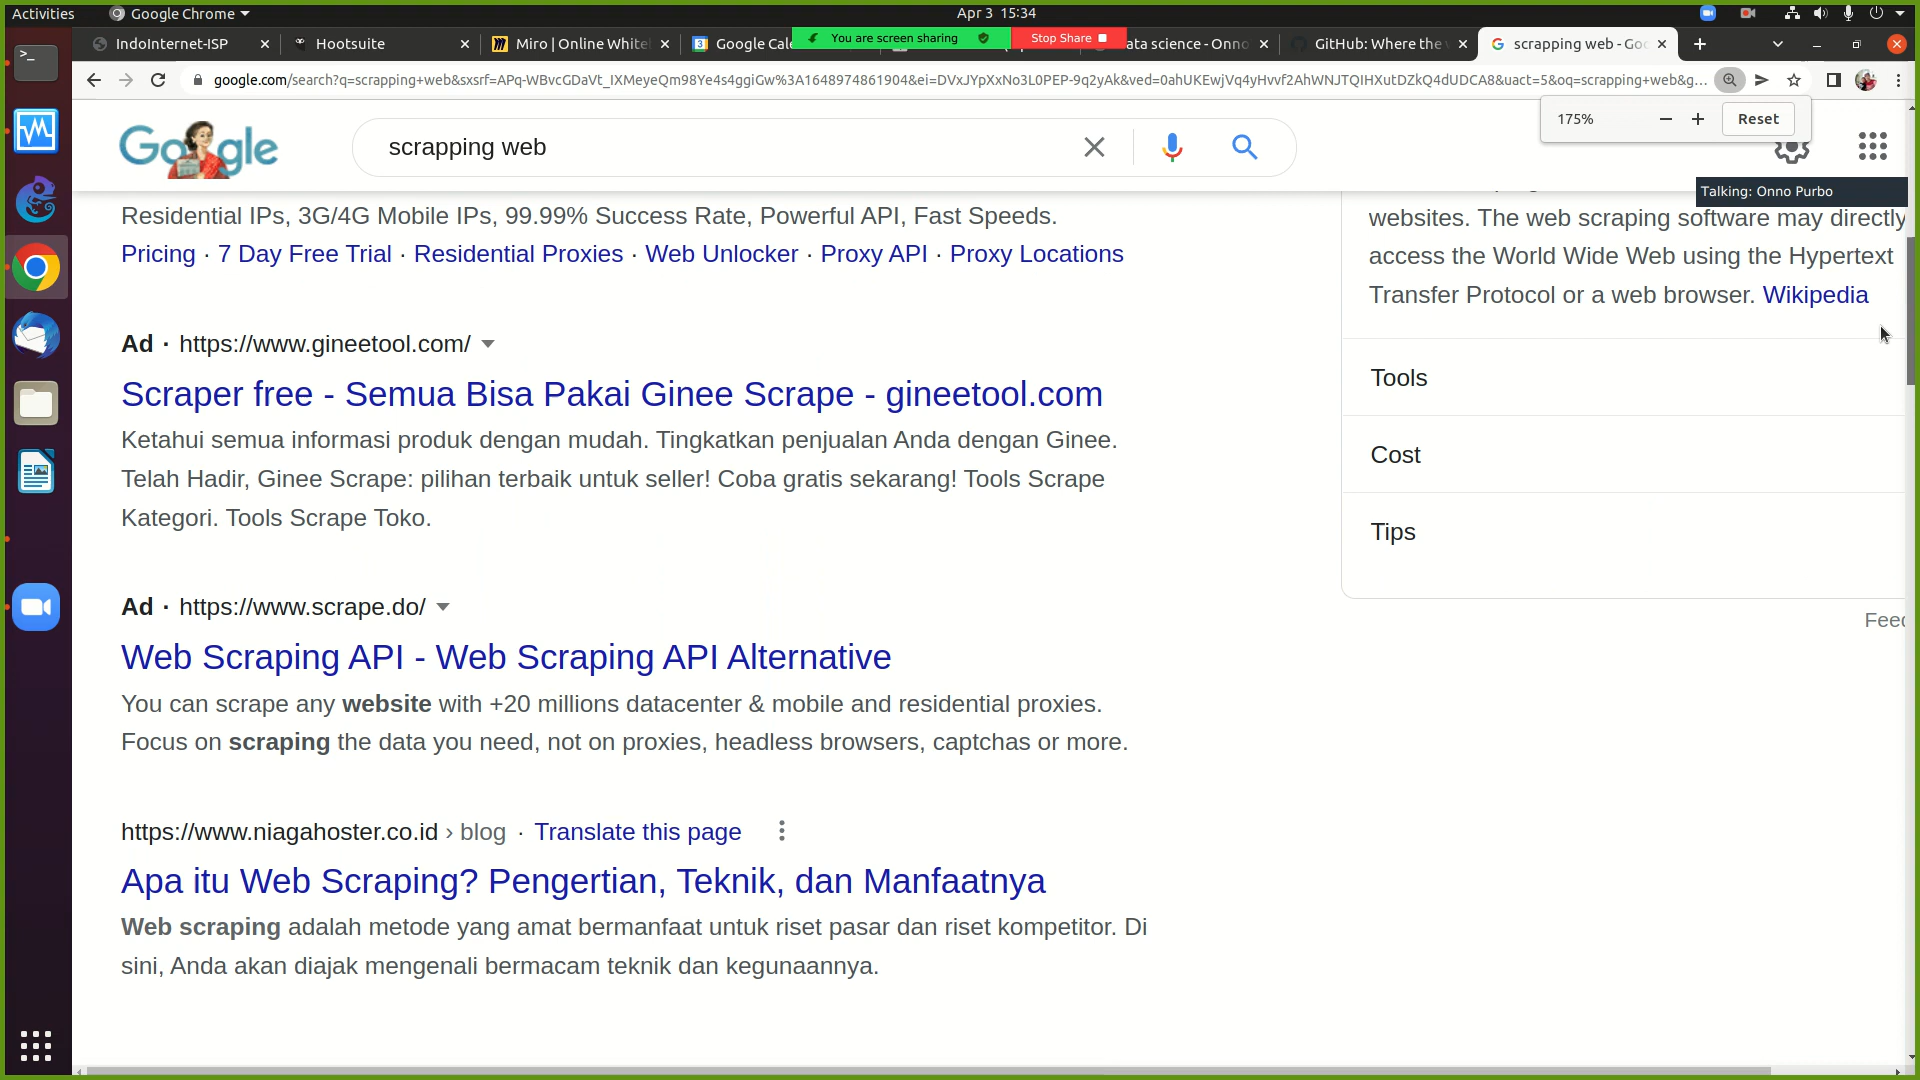 Activities
Google Chrome
Apr 3 15:34
IndoInternet-ISP
Hootsuite
Miro | Online White
Google Cale
You are screen sharing
Stop Share
ata science - Onno
GitHub: Where the
scrapping web - Goo
google.com/search?q=scrapping+web&sxsrf=APq-WBvcGDaVt_IXMeyeQm98Ye4s4ggiGw%3A1648974861904&ei=DVxJYpXxNo3L0PEP-9q2yAk&ved=0ahUKEwjVq4yHvvf2AhWNJTQIHXutDZkQ4dUDCA8&uact=5&oq=scrapping+web&g...
175%
Reset
Google
scrapping web
Talking: Onno Purbo
Residential IPs, 3G/4G Mobile IPs, 99.99% Success Rate, Powerful API, Fast Speeds.
Pricing · 7 Day Free Trial · Residential Proxies · Web Unlocker · Proxy API · Proxy Locations
Ad · https://www.gineetool.com/
Scraper free - Semua Bisa Pakai Ginee Scrape - gineetool.com
Ketahui semua informasi produk dengan mudah. Tingkatkan penjualan Anda dengan Ginee.
Telah Hadir, Ginee Scrape: pilihan terbaik untuk seller! Coba gratis sekarang! Tools Scrape
Kategori. Tools Scrape Toko.
Ad · https://www.scrape.do/
Web Scraping API - Web Scraping API Alternative
You can scrape any website with +20 millions datacenter & mobile and residential proxies.
Focus on scraping the data you need, not on proxies, headless browsers, captchas or more.
https://www.niagahoster.co.id › blog · Translate this page
Apa itu Web Scraping? Pengertian, Teknik, dan Manfaatnya
Web scraping adalah metode yang amat bermanfaat untuk riset pasar dan riset kompetitor. Di
sini, Anda akan diajak mengenali bermacam teknik dan kegunaannya.
websites. The web scraping software may directly
access the World Wide Web using the Hypertext
Transfer Protocol or a web browser. Wikipedia
Tools
Cost
Tips
Feed